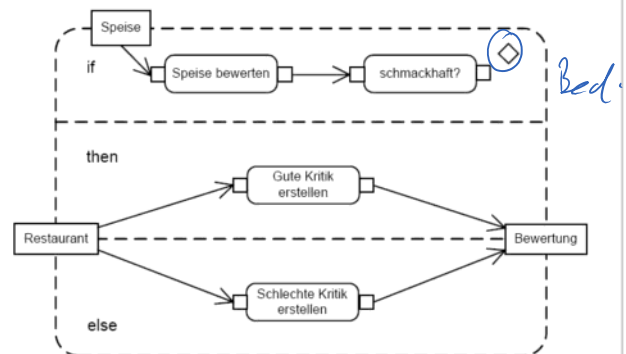 Speise
if
Speise bewerten
schmackhaft?
Bed.
then
Gute Kritik
erstellen
Restaurant
Bewertung
Schlechte Kritik
erstellen
else